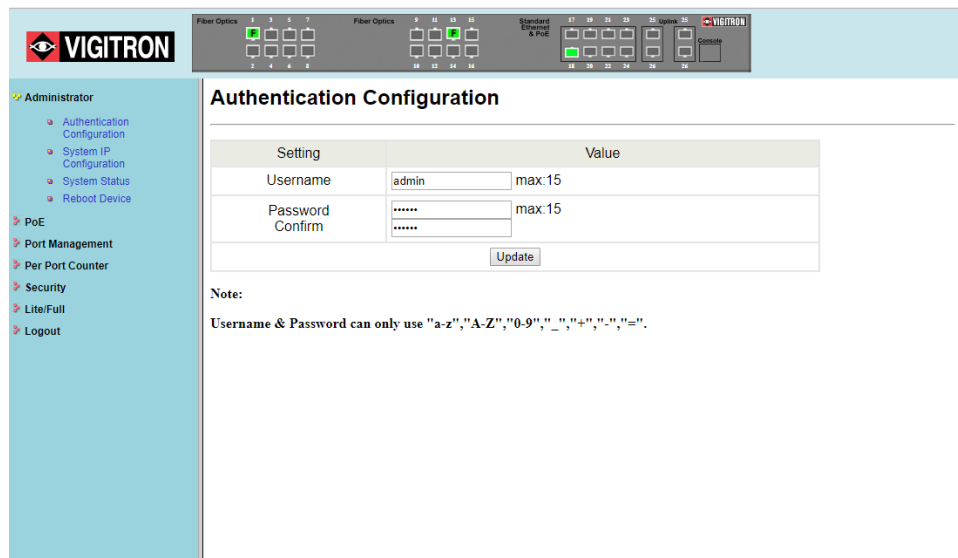 VIGITRON
Fiber Optics 1 3 5 7 Fiber Optics 9 11 13 15 Standard Ethernet & PoE 17 19 21 23 25 Uplink 25 VIGITRON
F F
Console
2 4 6 8 10 12 14 16 18 20 22 24 26 26
Administrator
Authentication
Configuration
System IP
Configuration
System Status
Reboot Device
PoE
Port Management
Per Port Counter
Security
Lite/Full
Logout
Authentication Configuration
Setting Value
Username admin max:15
Password •••••• max:15
Confirm ••••••
Update
Note:
Username & Password can only use "a-z","A-Z","0-9","_","+","-","=".